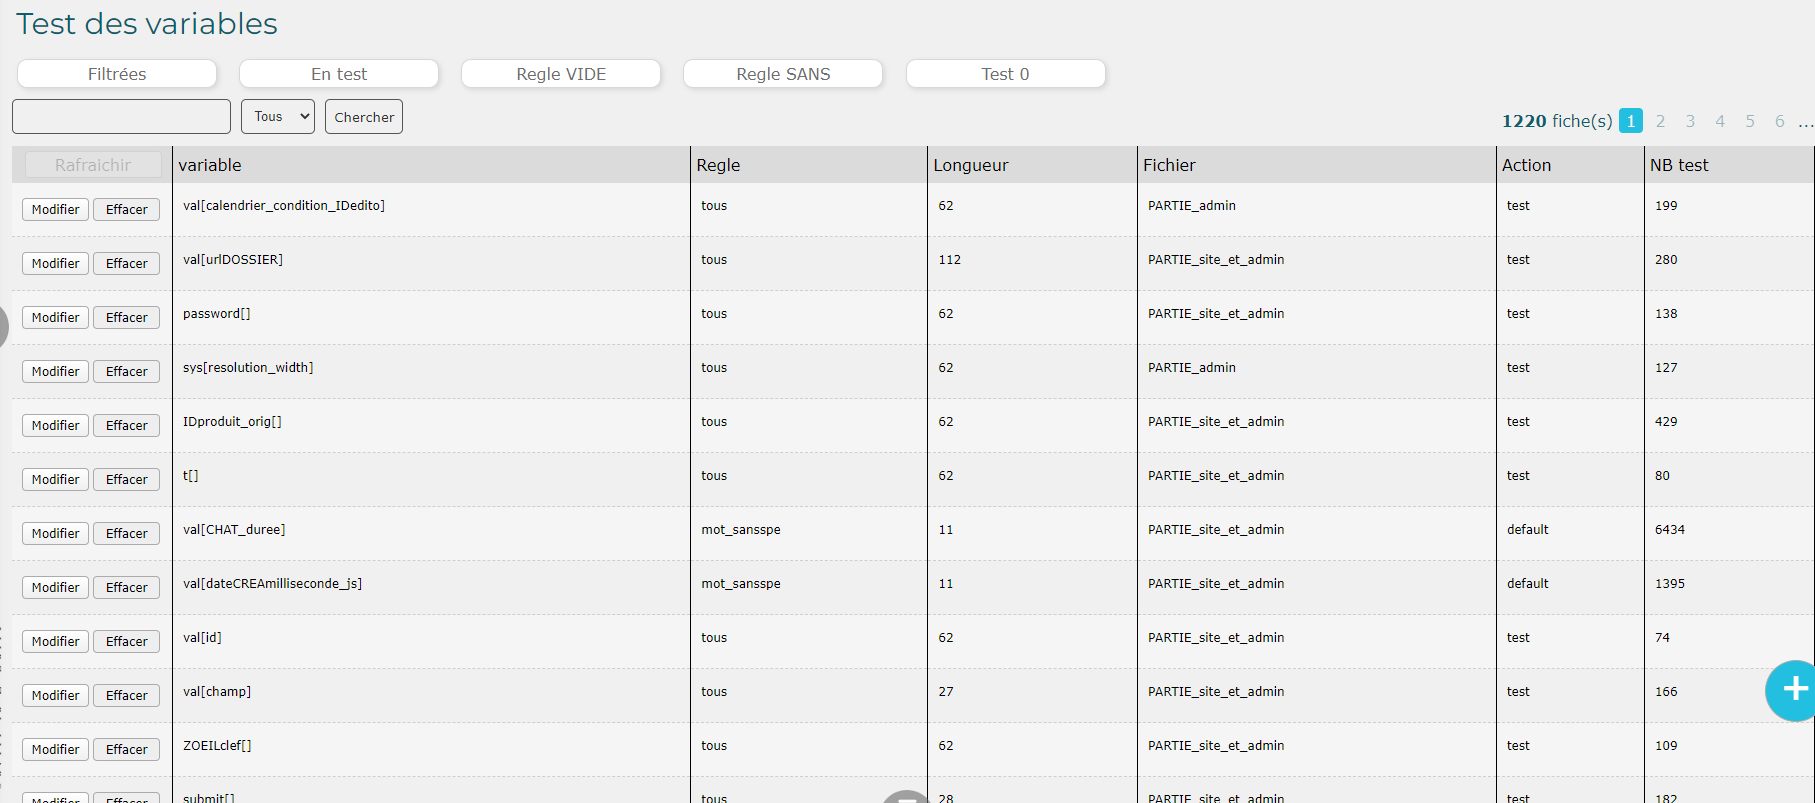 Test des variables
Filtrées En test Regle VIDE Regle SANS Test 0
Tous Chercher 1220 fiche(s) 1 2 3 4 5 6 ...
Rafraichir variable Regle Longueur Fichier Action NB test
Modifier Effacer val[calendrier_condition_IDedito] tous 62 PARTIE_admin test 199
Modifier Effacer val[urlDOSSIER] tous 112 PARTIE_site_et_admin test 280
Modifier Effacer password[] tous 62 PARTIE_site_et_admin test 138
Modifier Effacer sys[resolution_width] tous 62 PARTIE_admin test 127
Modifier Effacer IDproduit_orig[] tous 62 PARTIE_site_et_admin test 429
Modifier Effacer t[] tous 62 PARTIE_site_et_admin test 80
Modifier Effacer val[CHAT_duree] mot_sansspe 11 PARTIE_site_et_admin default 6434
Modifier Effacer val[dateCREAmilliseconde_js] mot_sansspe 11 PARTIE_site_et_admin default 1395
Modifier Effacer val[id] tous 62 PARTIE_site_et_admin test 74
Modifier Effacer val[champ] tous 27 PARTIE_site_et_admin test 166
Modifier Effacer ZOEILclef[] tous 62 PARTIE_site_et_admin test 109
Modifier Effacer submit[] tous 28 PARTIE_site_et_admin test 182